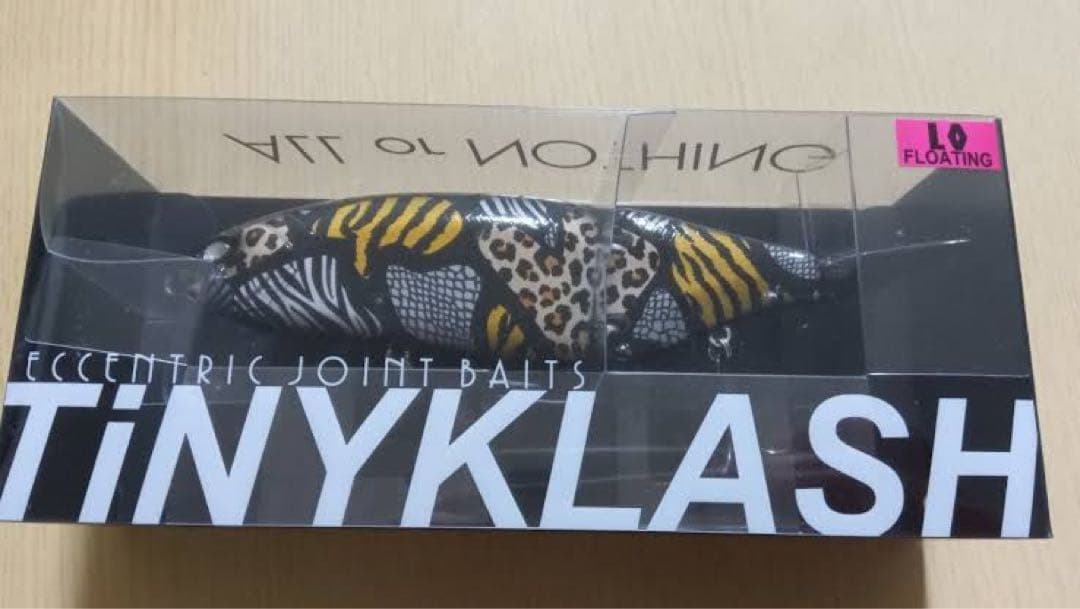 ALL or NOTHING
LO
FLOATING
ECCENTRIC JOINT BAITS
TiNYKLASH